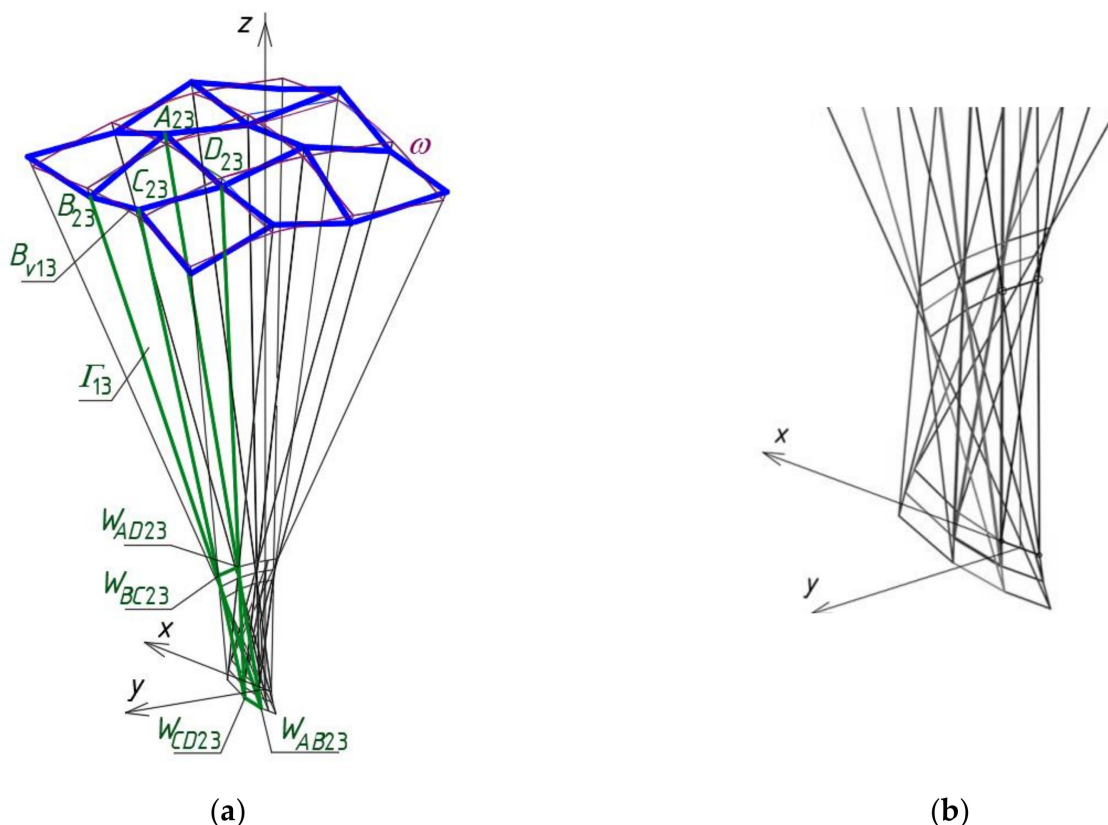 z
A23
D23
ω
C23
B23
Bv13
Γ13
WAD23
WBC23
x
y
WCD23
WAB23
x
y
(a)
(b)